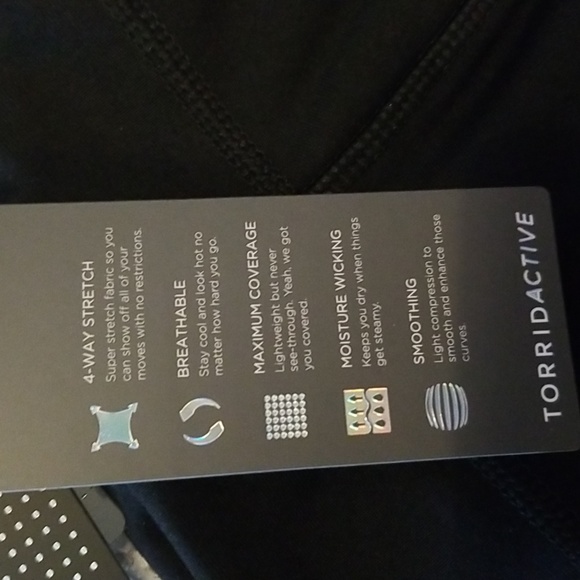 4-WAY STRETCH
Super stretch fabric so you
can show off all of your
moves with no restrictions.
BREATHABLE
Stay cool and look hot no
matter how hard you go.
MAXIMUM COVERAGE
Lightweight but never
see-through. Yeah, we got
you covered.
MOISTURE WICKING
Keeps you dry when things
get steamy.
SMOOTHING
Light compression to
smooth and enhance those
curves.
TORRIDACTIVE